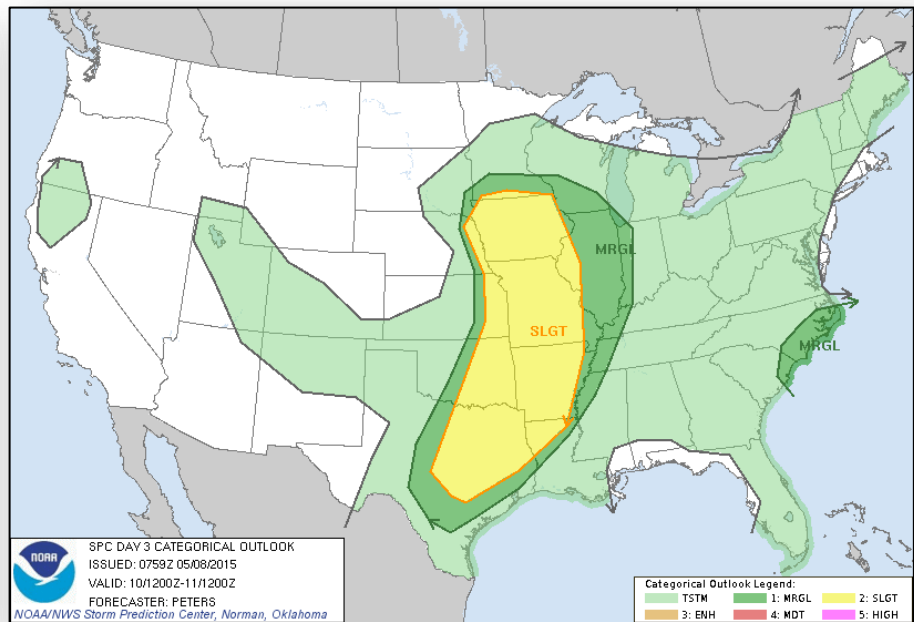 MRGL
SLGT
MRGL
NOAA
SPC DAY 3 CATEGORICAL OUTLOOK
ISSUED: 0759Z 05/08/2015
VALID: 10/1200Z-11/1200Z
FORECASTER: PETERS
NOAA/NWS Storm Prediction Center, Norman, Oklahoma
Categorical Outlook Legend:
TSTM 1: MRGL 2: SLGT
3: ENH 4: MDT 5: HIGH